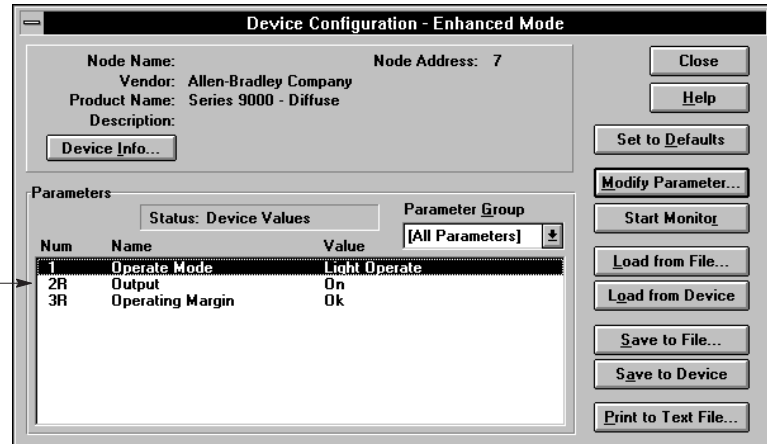 Device Configuration - Enhanced Mode
Node Name: Node Address: 7
Vendor: Allen-Bradley Company
Product Name: Series 9000 - Diffuse
Description:
Device Info...
Parameters
Status: Device Values
Parameter Group
[All Parameters]
Num Name Value
1 Operate Mode Light Operate
2R Output On
3R Operating Margin Ok
Close
Help
Set to Defaults
Modify Parameter...
Start Monitor
Load from File...
Load from Device
Save to File...
Save to Device
Print to Text File...